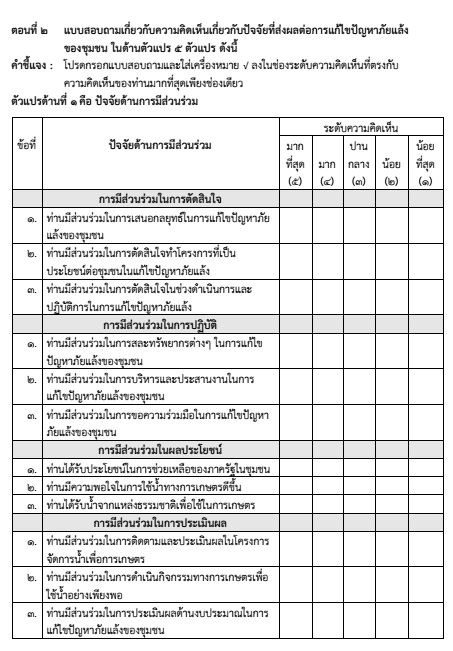 ตอนที่ ๒ แบบสอบถามเกี่ยวกับความคิดเห็นเกี่ยวกับปัจจัยที่ส่งผลต่อการแก้ไขปัญหาภัยแล้ง
ของชุมชน ในด้านตัวแปร ๕ ตัวแปร ดังนี้
คำชี้แจง : โปรดกรอกแบบสอบถามและใส่เครื่องหมาย √ ลงในช่องระดับความคิดเห็นที่ตรงกับ
ความคิดเห็นของท่านมากที่สุดเพียงช่องเดียว
ตัวแปรด้านที่ ๑ คือ ปัจจัยด้านการมีส่วนร่วม
ข้อที่ ปัจจัยด้านการมีส่วนร่วม ระดับความคิดเห็น
มาก ปาน น้อย
ที่สุด มาก กลาง น้อย ที่สุด
(๕) (๔) (๓) (๒) (๑)
การมีส่วนร่วมในการตัดสินใจ
๑. ท่านมีส่วนร่วมในการเสนอกลยุทธ์ในการแก้ไขปัญหาภัย
แล้งของชุมชน
๒. ท่านมีส่วนร่วมในการตัดสินใจทำโครงการที่เป็น
ประโยชน์ต่อชุมชนในแก้ไขปัญหาภัยแล้ง
๓. ท่านมีส่วนร่วมในการตัดสินใจในช่วงดำเนินการและ
ปฏิบัติการในการแก้ไขปัญหาภัยแล้ง
การมีส่วนร่วมในการปฏิบัติ
๑. ท่านมีส่วนร่วมในการสละทรัพยากรต่างๆ ในการแก้ไข
ปัญหาภัยแล้งของชุมชน
๒. ท่านมีส่วนร่วมในการบริหารและประสานงานในการ
แก้ไขปัญหาภัยแล้งของชุมชน
๓. ท่านมีส่วนร่วมในการขอความร่วมมือในการแก้ไขปัญหา
ภัยแล้งของชุมชน
การมีส่วนร่วมในผลประโยชน์
๑. ท่านได้รับประโยชน์ในการช่วยเหลือของภาครัฐในชุมชน
๒. ท่านมีความพอใจในการใช้น้ำทางการเกษตรดีขึ้น
๓. ท่านได้รับน้ำจากแหล่งธรรมชาติเพื่อใช้ในการเกษตร
การมีส่วนร่วมในการประเมินผล
๑. ท่านมีส่วนร่วมในการติดตามและประเมินผลในโครงการ
จัดการน้ำเพื่อการเกษตร
๒. ท่านมีส่วนร่วมในการดำเนินกิจกรรมทางการเกษตรเพื่อ
ใช้น้ำอย่างเพียงพอ
๓. ท่านมีส่วนร่วมในการประเมินผลด้านงบประมาณในการ
แก้ไขปัญหาภัยแล้งของชุมชน